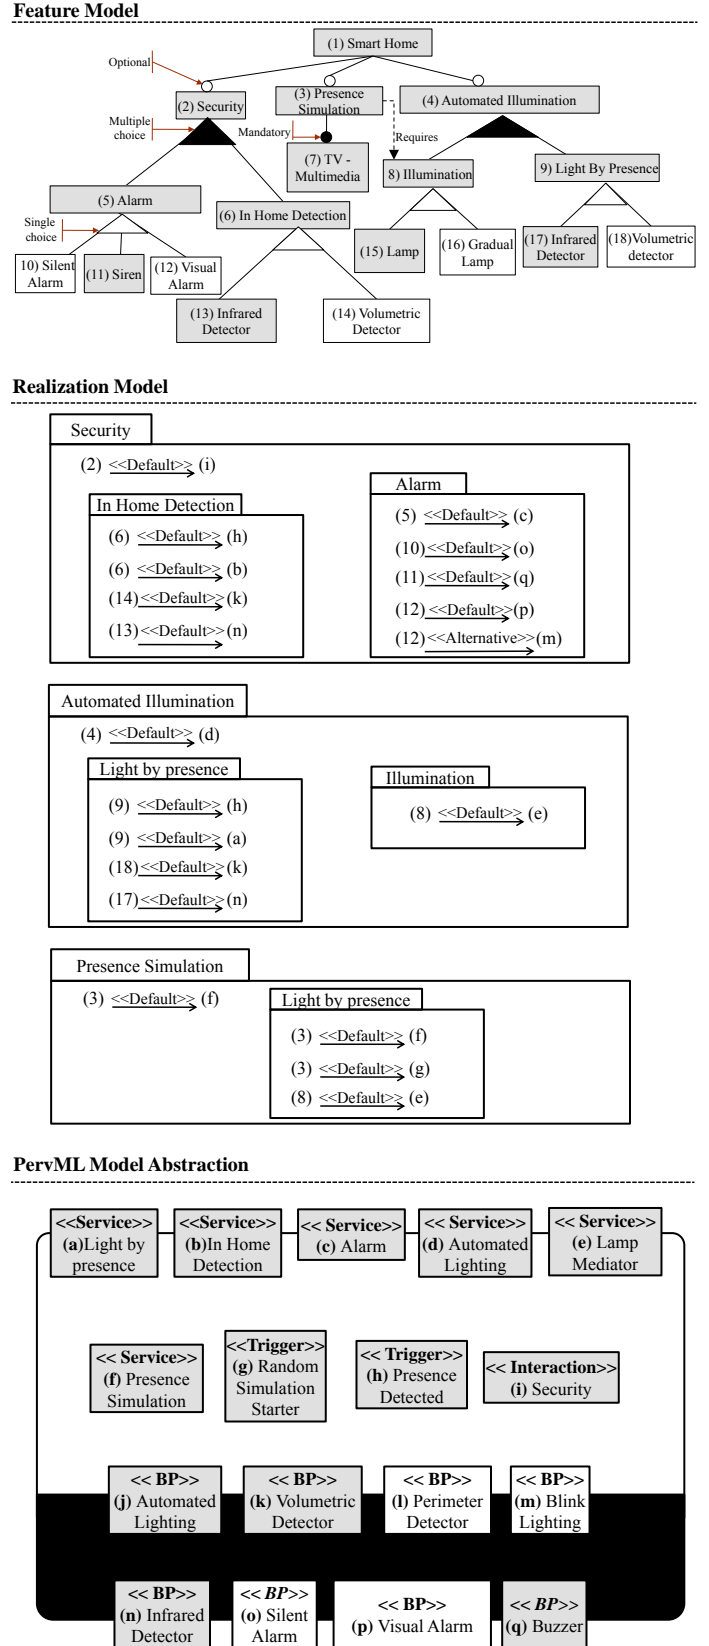 Feature Model
(1) Smart Home
Optional
(2) Security
(3) Presence
Simulation
(4) Automated Illumination
Multiple
choice
Mandatory
Requires
(7) TV -
Multimedia
8) Illumination
9) Light By Presence
(5) Alarm
(6) In Home Detection
Single
choice
10) Silent
Alarm
(11) Siren
(12) Visual
Alarm
(15) Lamp
(16) Gradual
Lamp
(17) Infrared
Detector
(18)Volumetric
detector
(13) Infrared
Detector
(14) Volumetric
Detector
Realization Model
Security
(2) <<Default>> (i)
In Home Detection
(6) <<Default>> (h)
(6) <<Default>> (b)
(14)<<Default>> (k)
(13)<<Default>> (n)
Alarm
(5) <<Default>> (c)
(10)<<Default>> (o)
(11)<<Default>> (q)
(12) <<Default>> (p)
(12)<<Alternative>>(m)
Automated Illumination
(4) <<Default>> (d)
Light by presence
(9) <<Default>> (h)
(9) <<Default>> (a)
(18)<<Default>>(k)
(17)<<Default>>(n)
Illumination
(8) <<Default>> (e)
Presence Simulation
(3) <<Default>> (f)
Light by presence
(3) <<Default>> (f)
(3) <<Default>> (g)
(8) <<Default>> (e)
PervML Model Abstraction
<<Service>>
(a)Light by
presence
<<Service>>
(b)In Home
Detection
<< Service>>
(c) Alarm
<< Service>>
(d) Automated
Lighting
<< Service>>
(e) Lamp
Mediator
<< Service>>
(f) Presence
Simulation
<<Trigger>>
(g) Random
Simulation
Starter
<< Trigger>>
(h) Presence
Detected
<< Interaction>>
(i) Security
<< BP>>
(j) Automated
Lighting
<< BP>>
(k) Volumetric
Detector
<< BP>>
(l) Perimeter
Detector
<< BP>>
(m) Blink
Lighting
<< BP>>
(n) Infrared
Detector
<< BP>>
(o) Silent
Alarm
<< BP>>
(p) Visual Alarm
<< BP>>
(q) Buzzer